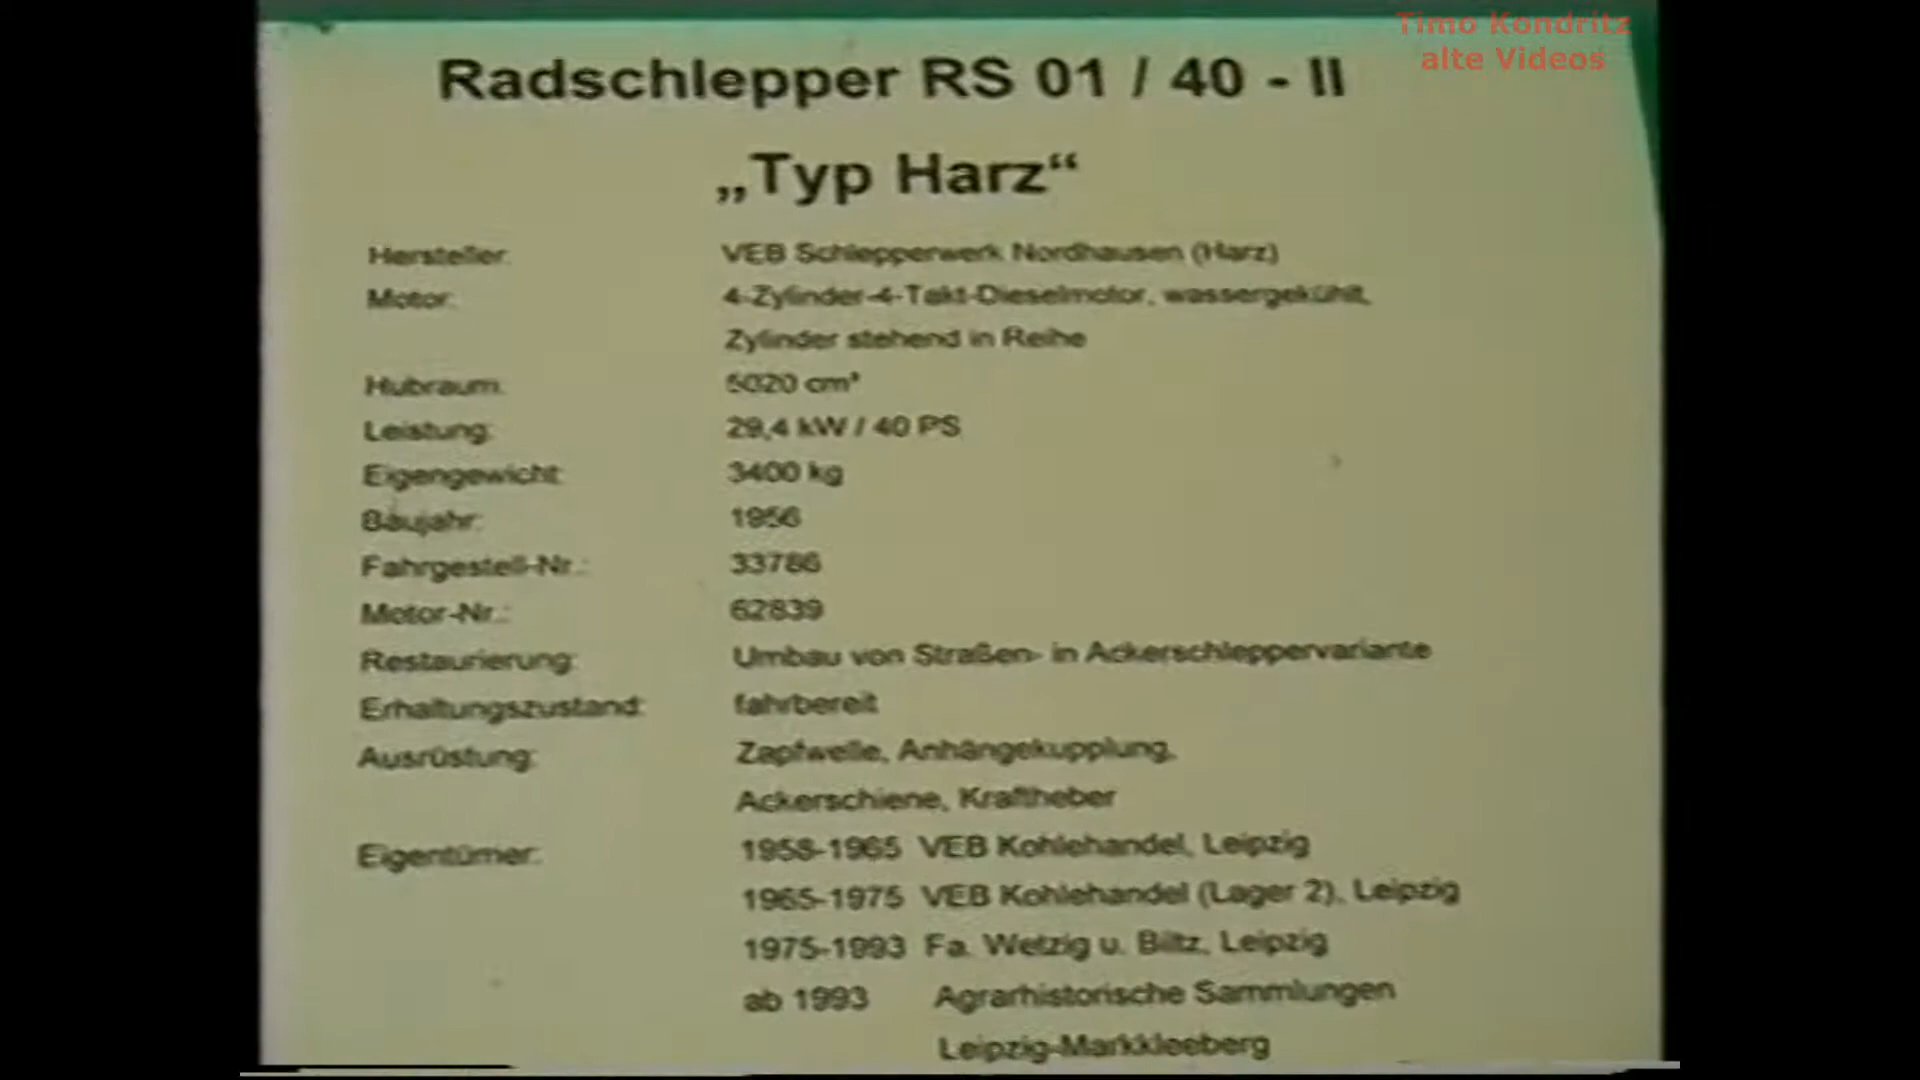 Timo Kondritz
alte Videos
Radschlepper RS 01 / 40 - II
„Typ Harz“
Hersteller: VEB Schlepperwerk Nordhausen (Harz)
Motor: 4-Zylinder-4-Takt-Dieselmotor, wassergekühlt,
Zylinder stehend in Reihe
Hubraum: 5020 cm³
Leistung: 29,4 kW / 40 PS
Eigengewicht: 3400 kg
Baujahr: 1956
Fahrgestell-Nr.: 33786
Motor-Nr.: 62839
Restaurierung: Umbau von Straßen- in Ackerschleppervariante
Erhaltungszustand: fahrbereit
Ausrüstung: Zapfwelle, Anhängekupplung,
Ackerschiene, Kraftheber
Eigentümer: 1958-1965 VEB Kohlehandel, Leipzig
1965-1975 VEB Kohlehandel (Lager 2), Leipzig
1975-1993 Fa. Wetzig u. Biltz, Leipzig
ab 1993 Agrarhistorische Sammlungen
Leipzig-Markkleeberg